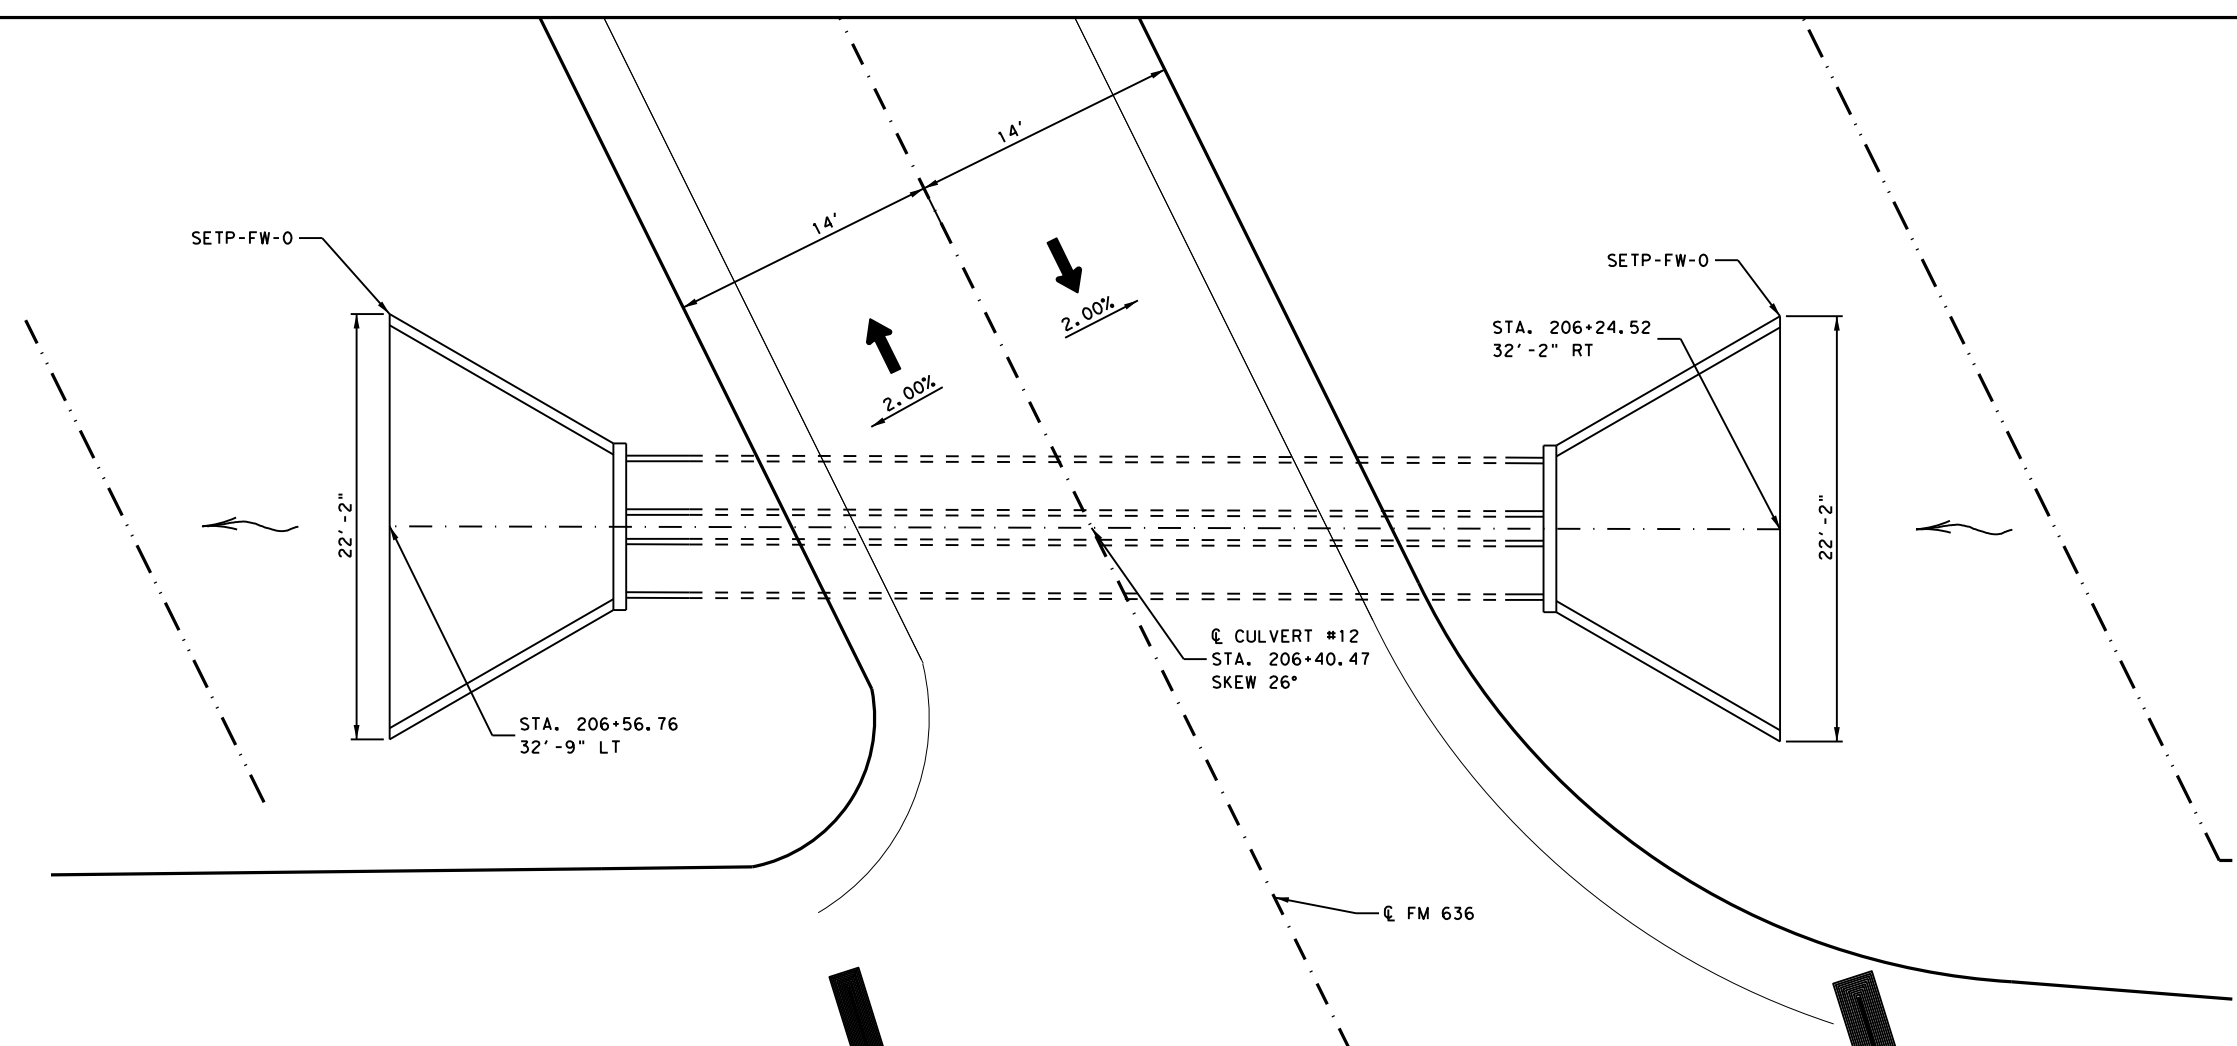 14'
14'
SETP-FW-O
SETP-FW-O
2.00%
STA. 206+24.52
32'-2" RT
2.00%
22'-2"
22'-2"
℄ CULVERT #12
STA. 206+40.47
SKEW 26°
STA. 206+56.76
32'-9" LT
℄ FM 636